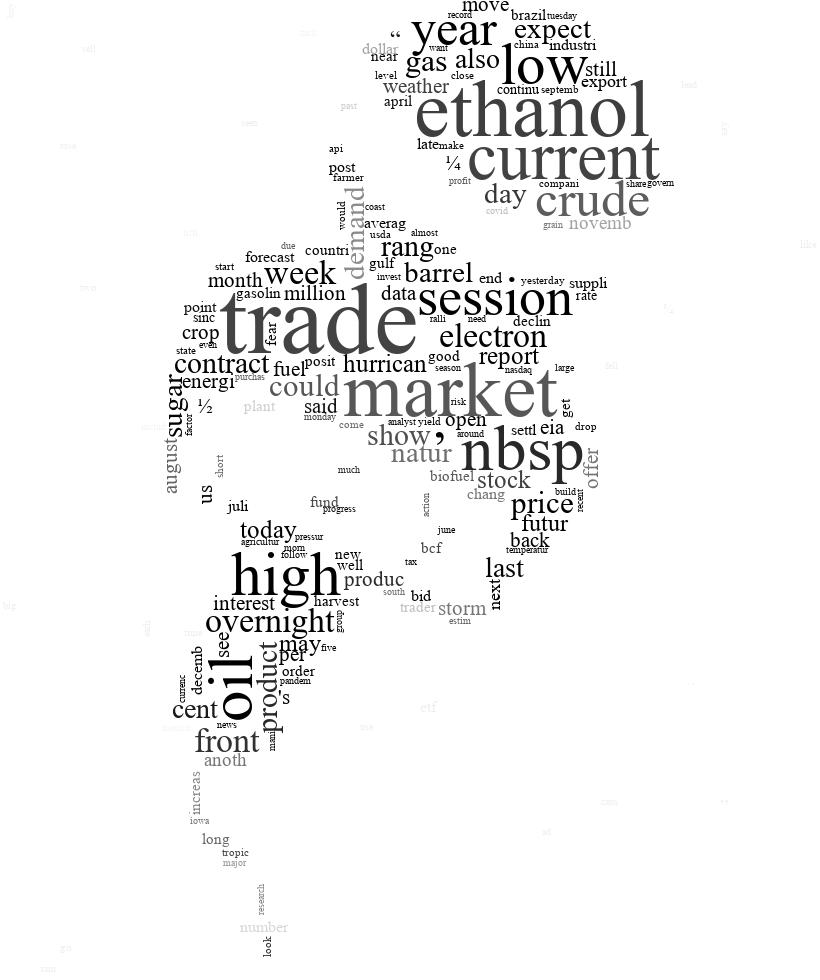 move
record
brazil tuesday
year
“
expect
dollar
want
china industri
near
gas also
low
still
level
close
export
weather
continu septemb
april
ethanol
past
late make
api
¼
current
post
farmer
profit
compani
share govern
day
crude
demand
would
coast
covid
averag
grain novemb
usda
almost
due
countri
rang one
forecast
gulf
start
week
invest
barrel end yesterday suppli
month
gasolin million
data
session
rate
point
sinc
trade
ralli
need
declin
fear
crop
even
electron
state
contract
fuel posit hurrican good
report
season
nasdaq
large
energi
purchas
could
market
sugar
½
plant
said
risk
get
monday
factor
come
analyst yield open
show
’
around
settl eia drop
natur
nbsp
august
short
much
biofuel stock
offer
us
chang
build
juli
fund
progress
action
price
recent
today
pressur
june
futur
agricultur
morn
follow
new
bcf
back
temperatur
high
well
tax
last
produc
south
bid
next
interest
harvest
trader storm
overnight
group
estim
see
may five
per
decemb
oil
product
order
pandem
currenc
's
cent
news
front
mani
anoth
etf
increas
iowa
long
tropic
major
research
number
look